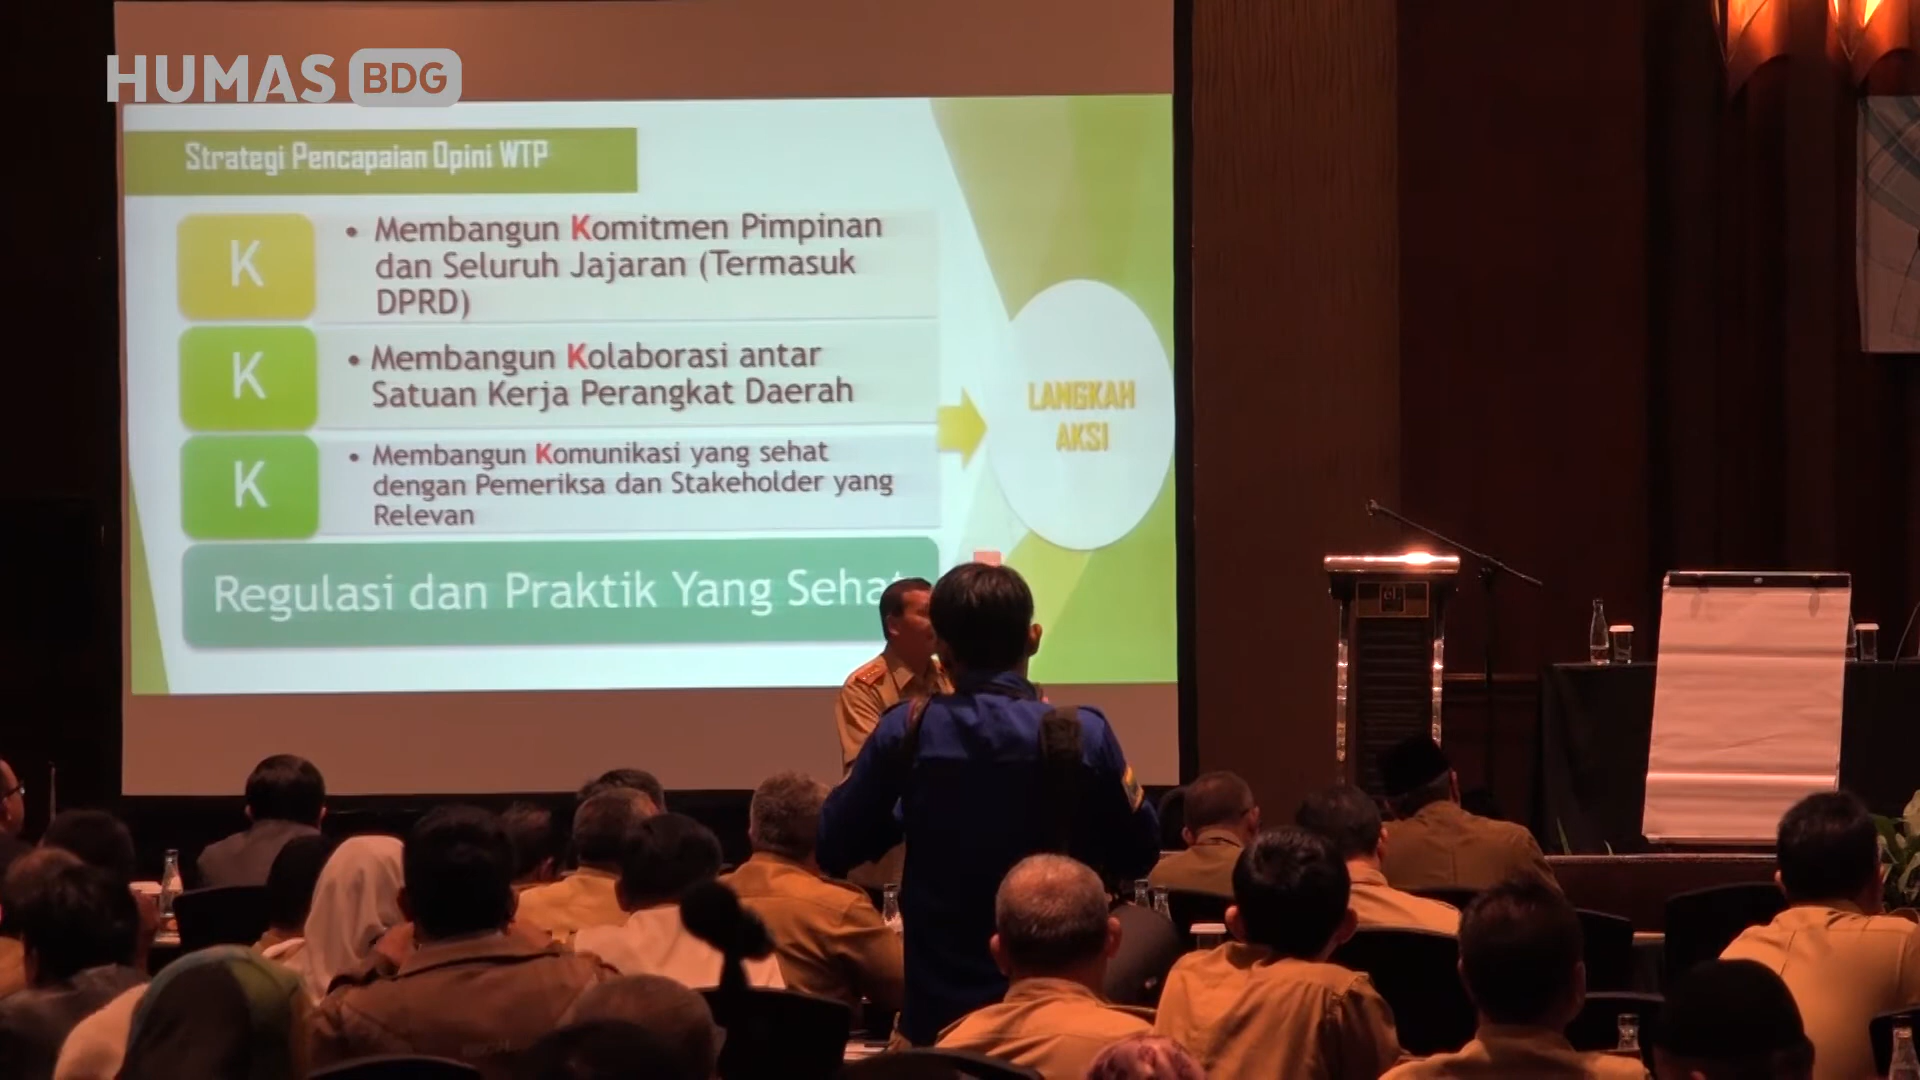 HUMAS BDG
Strategi Pencapaian Opini WTP
K
• Membangun Komitmen Pimpinan
dan Seluruh Jajaran (Termasuk
DPRD)
K
• Membangun Kolaborasi antar
Satuan Kerja Perangkat Daerah
K
• Membangun Komunikasi yang sehat
dengan Pemeriksa dan Stakeholder yang
Relevan
LANGKAH
AKSI
Regulasi dan Praktik Yang Sehat